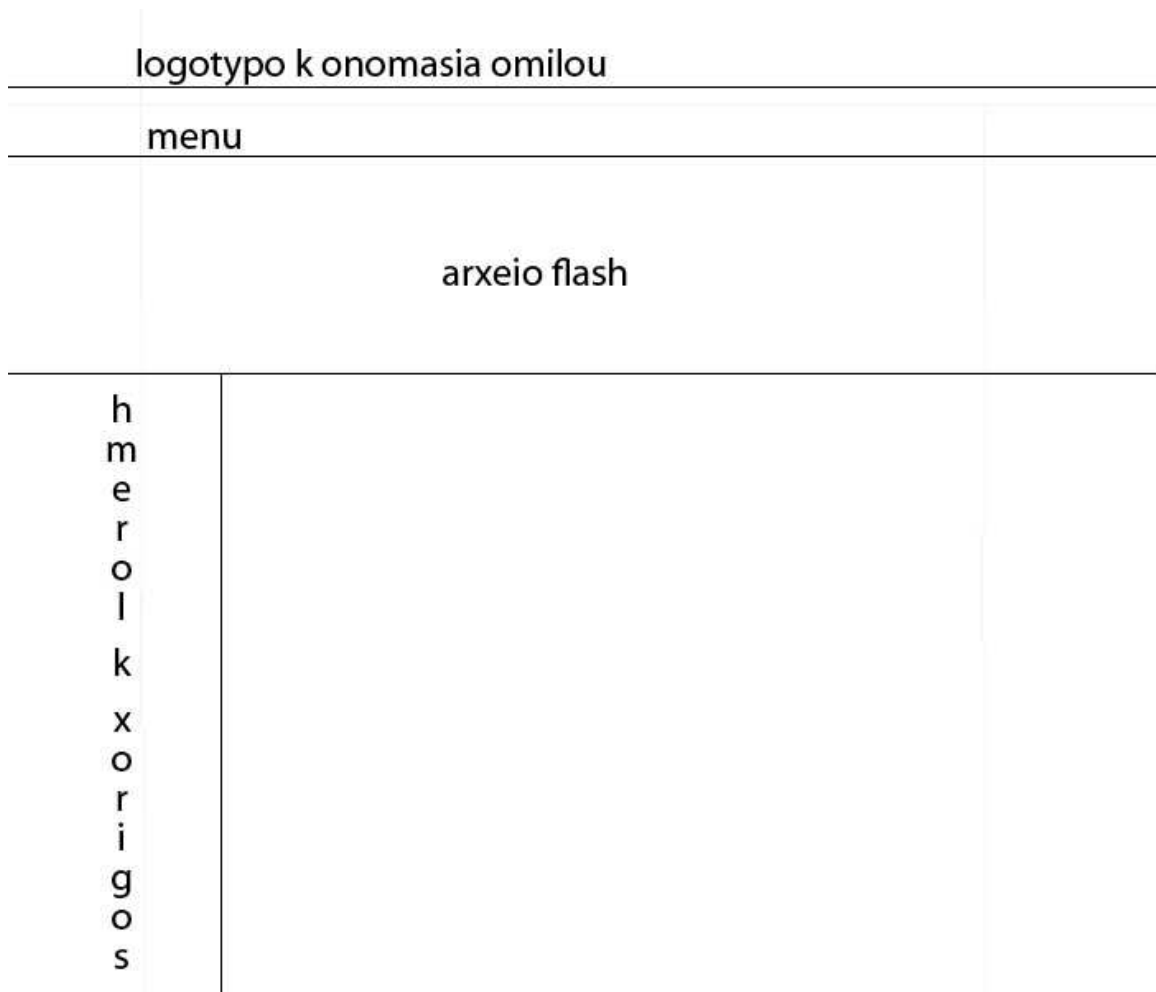 logotypo k onomasia omilou
menu
arxeio flash
h
m
e
r
o
l
k
x
o
r
i
g
o
s